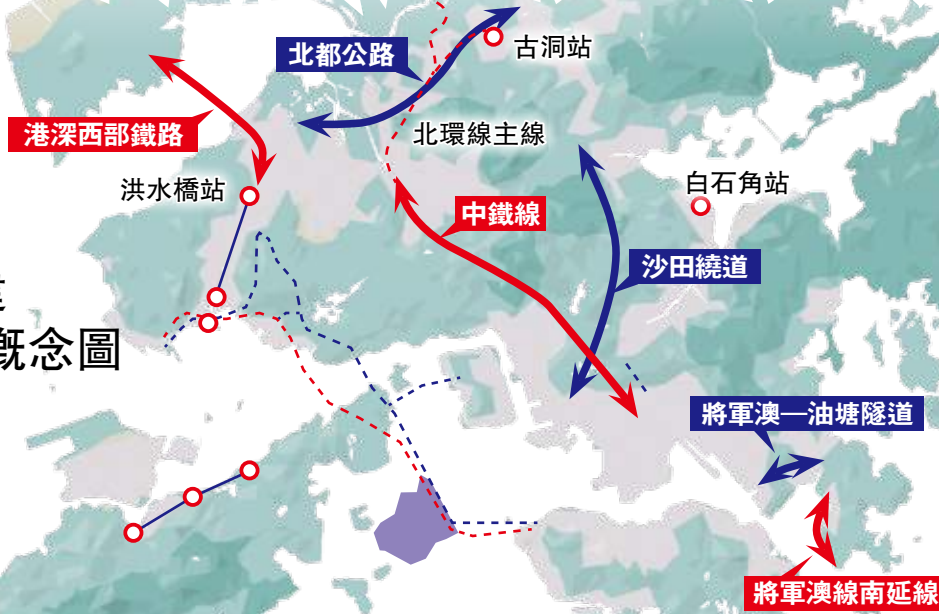 北都公路
古洞站
港深西部鐵路
北環線主線
洪水橋站
中鐵線
白石角站
沙田繞道
概念圖
將軍澳—油塘隧道
將軍澳線南延線